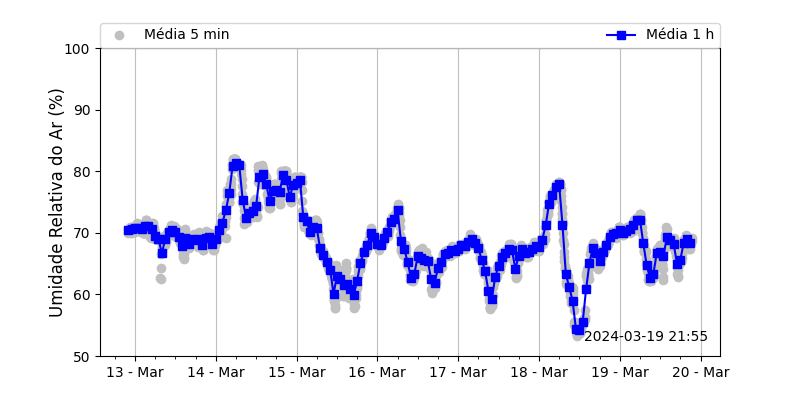 Média 5 min
Média 1 h
Umidade Relativa do Ar (%)
100
90
80
70
60
50
2024-03-19 21:55
13 - Mar
14 - Mar
15 - Mar
16 - Mar
17 - Mar
18 - Mar
19 - Mar
20 - Mar